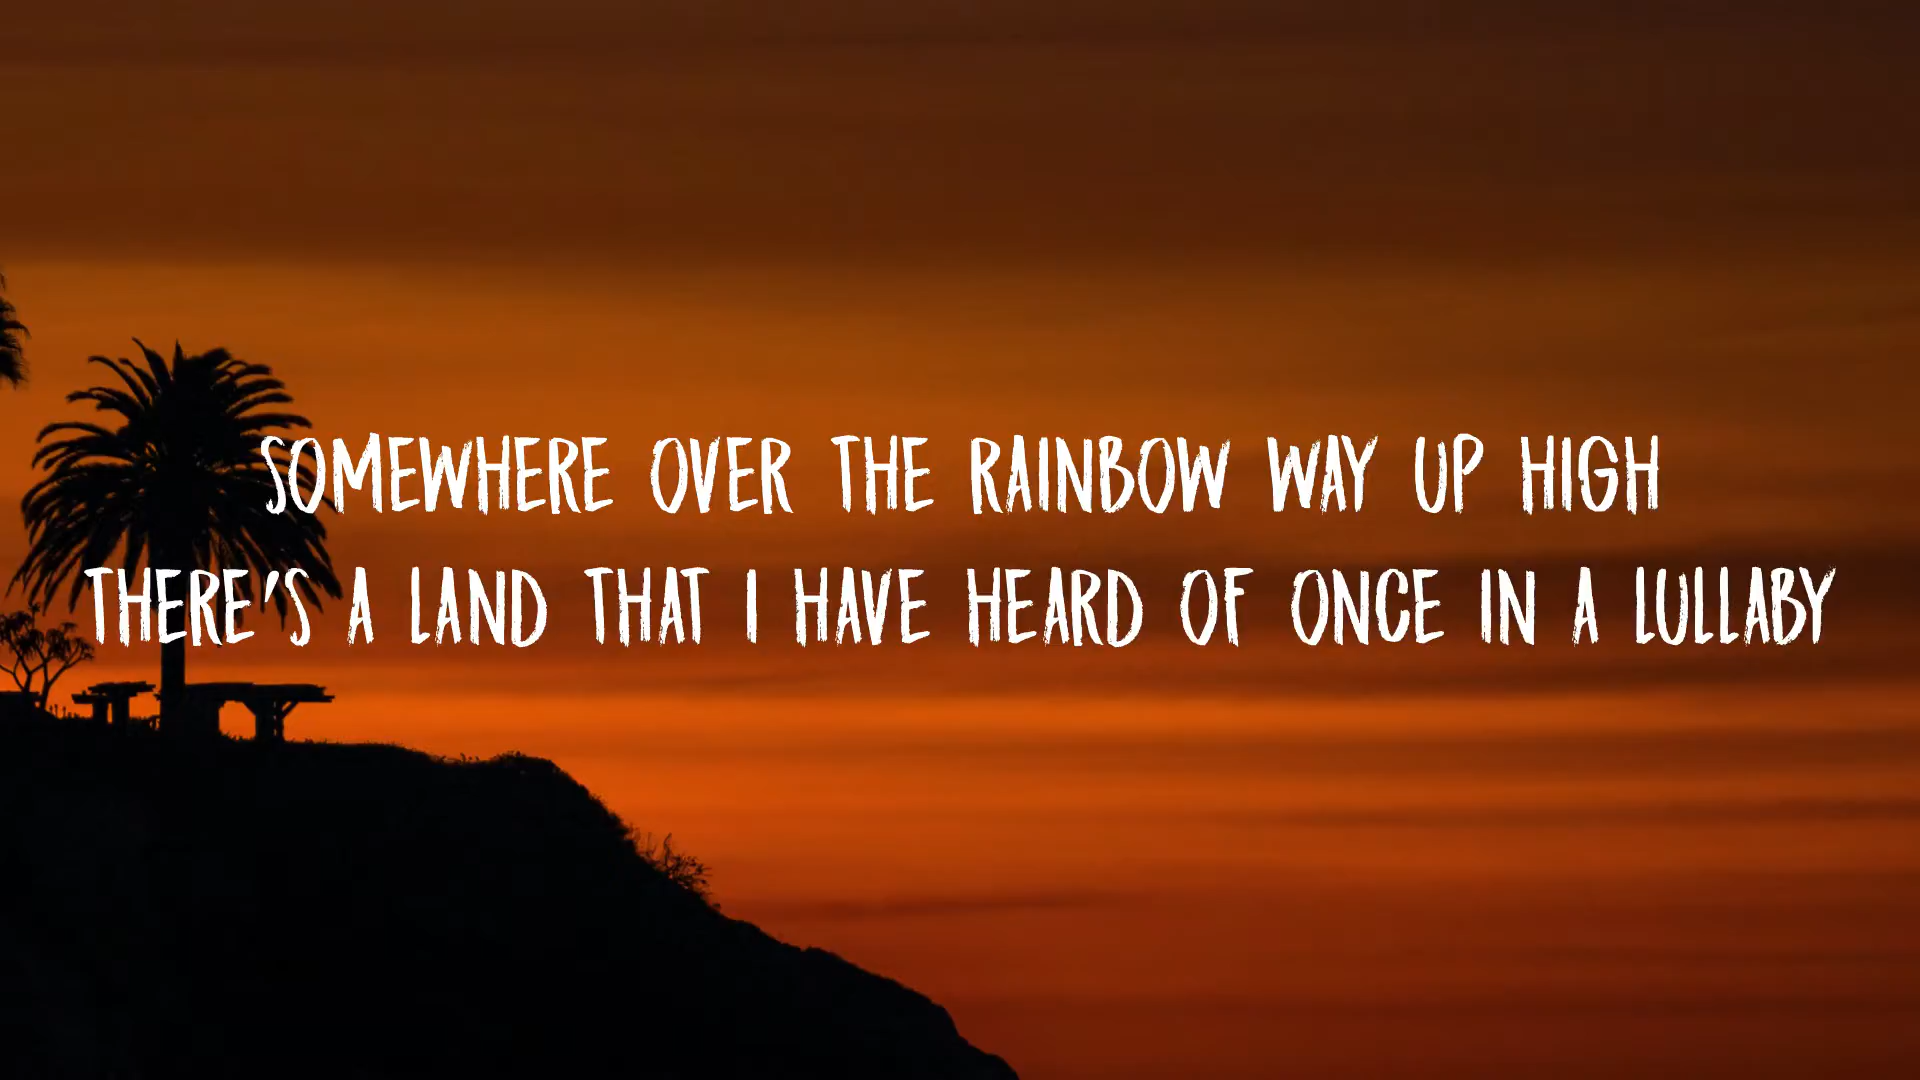 SOMEWHERE OVER THE RAINBOW WAY UP HIGH
THERE'S A LAND THAT I HAVE HEARD OF ONCE IN A LULLABY